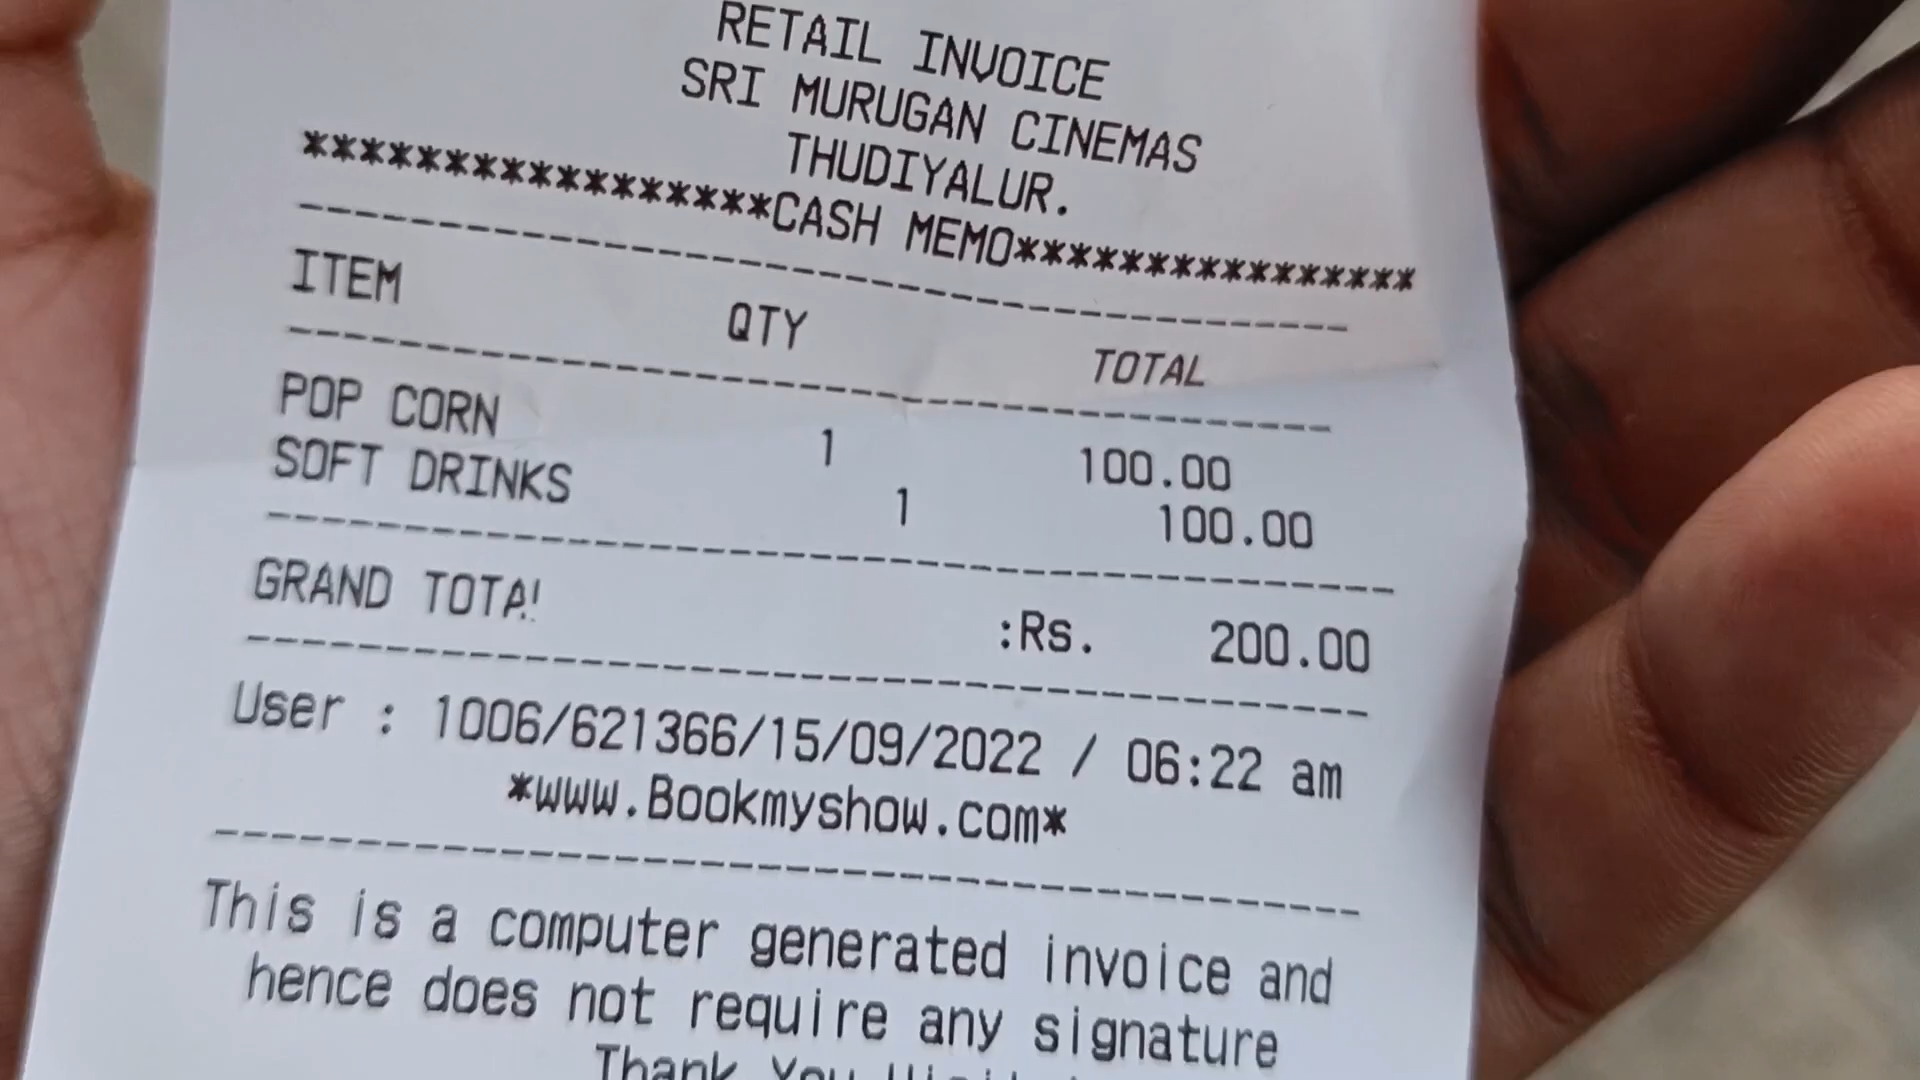 RETAIL INVOICE
SRI MURUGAN CINEMAS
THUDIYALUR.
*****************CASH MEMO****************
ITEM QTY TOTAL
POP CORN 1 100.00
SOFT DRINKS 1 100.00
GRAND TOTA! :Rs. 200.00
User : 1006/621366/15/09/2022 / 06:22 am
*www.Bookmyshow.com*
This is a computer generated invoice and
hence does not require any signature
Thank You